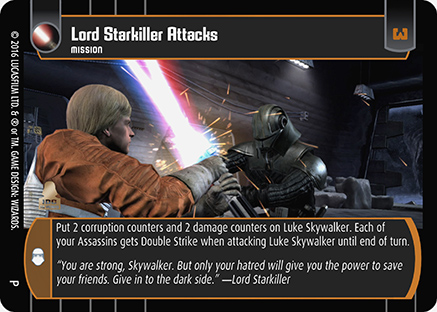 Lord Starkiller Attacks
MISSION
© 2016 LUCASFILM LTD. & ® or TM. GAME DESIGN: WIZARDS.
P
Put 2 corruption counters and 2 damage counters on Luke Skywalker. Each of
your Assassins gets Double Strike when attacking Luke Skywalker until end of turn.
“You are strong, Skywalker. But only your hatred will give you the power to save
your friends. Give in to the dark side.” —Lord Starkiller